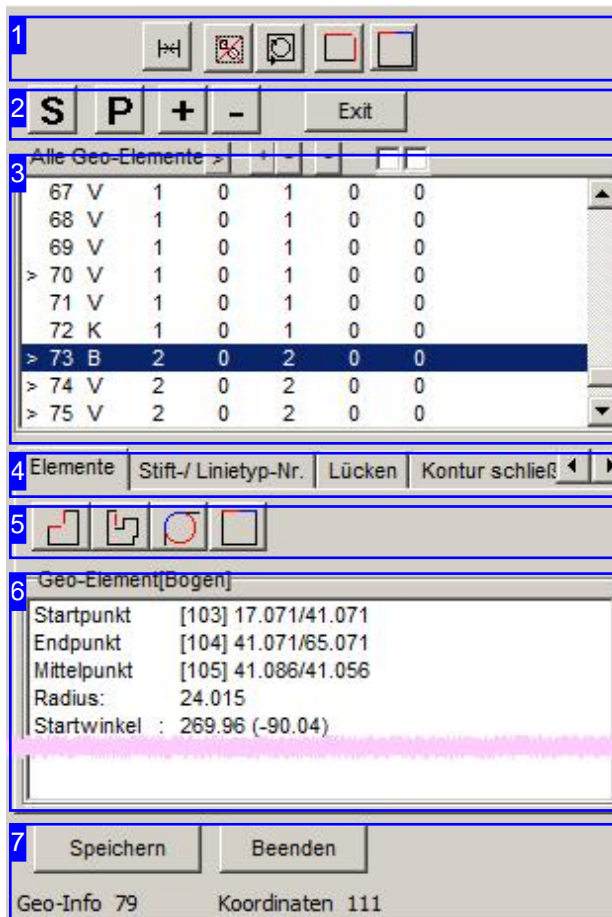 1
2 S P + - Exit
3 Alle Geo-Elemente > + - -
67 V 1 0 1 0 0
68 V 1 0 1 0 0
69 V 1 0 1 0 0
> 70 V 1 0 1 0 0
71 V 1 0 1 0 0
72 K 1 0 1 0 0
> 73 B 2 0 2 0 0
> 74 V 2 0 2 0 0
> 75 V 2 0 2 0 0
4 Elemente Stift-/ Linietyp-Nr. Lücken Kontur schließ
5
6 Geo-Element[Bogen]
Startpunkt [103] 17.071/41.071
Endpunkt [104] 41.071/65.071
Mittelpunkt [105] 41.086/41.056
Radius: 24.015
Startwinkel : 269.96 (-90.04)
7 Speichern Beenden
Geo-Info 79 Koordinaten 111